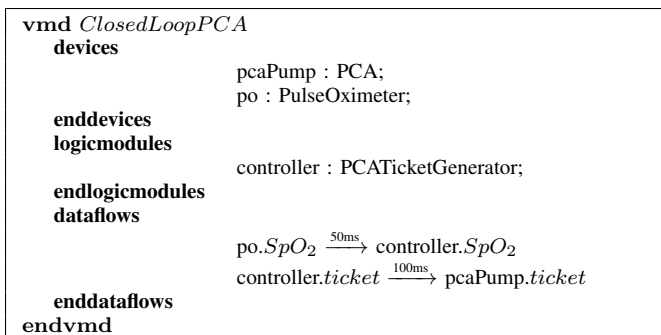 vmd ClosedLoopPCA
devices
pcaPump : PCA;
po : PulseOximeter;
enddevices
logicmodules
controller : PCATicketGenerator;
endlogicmodules
dataflows
po.SpO₂ —50ms→ controller.SpO₂
controller.ticket —100ms→ pcaPump.ticket
enddataflows
endvmd